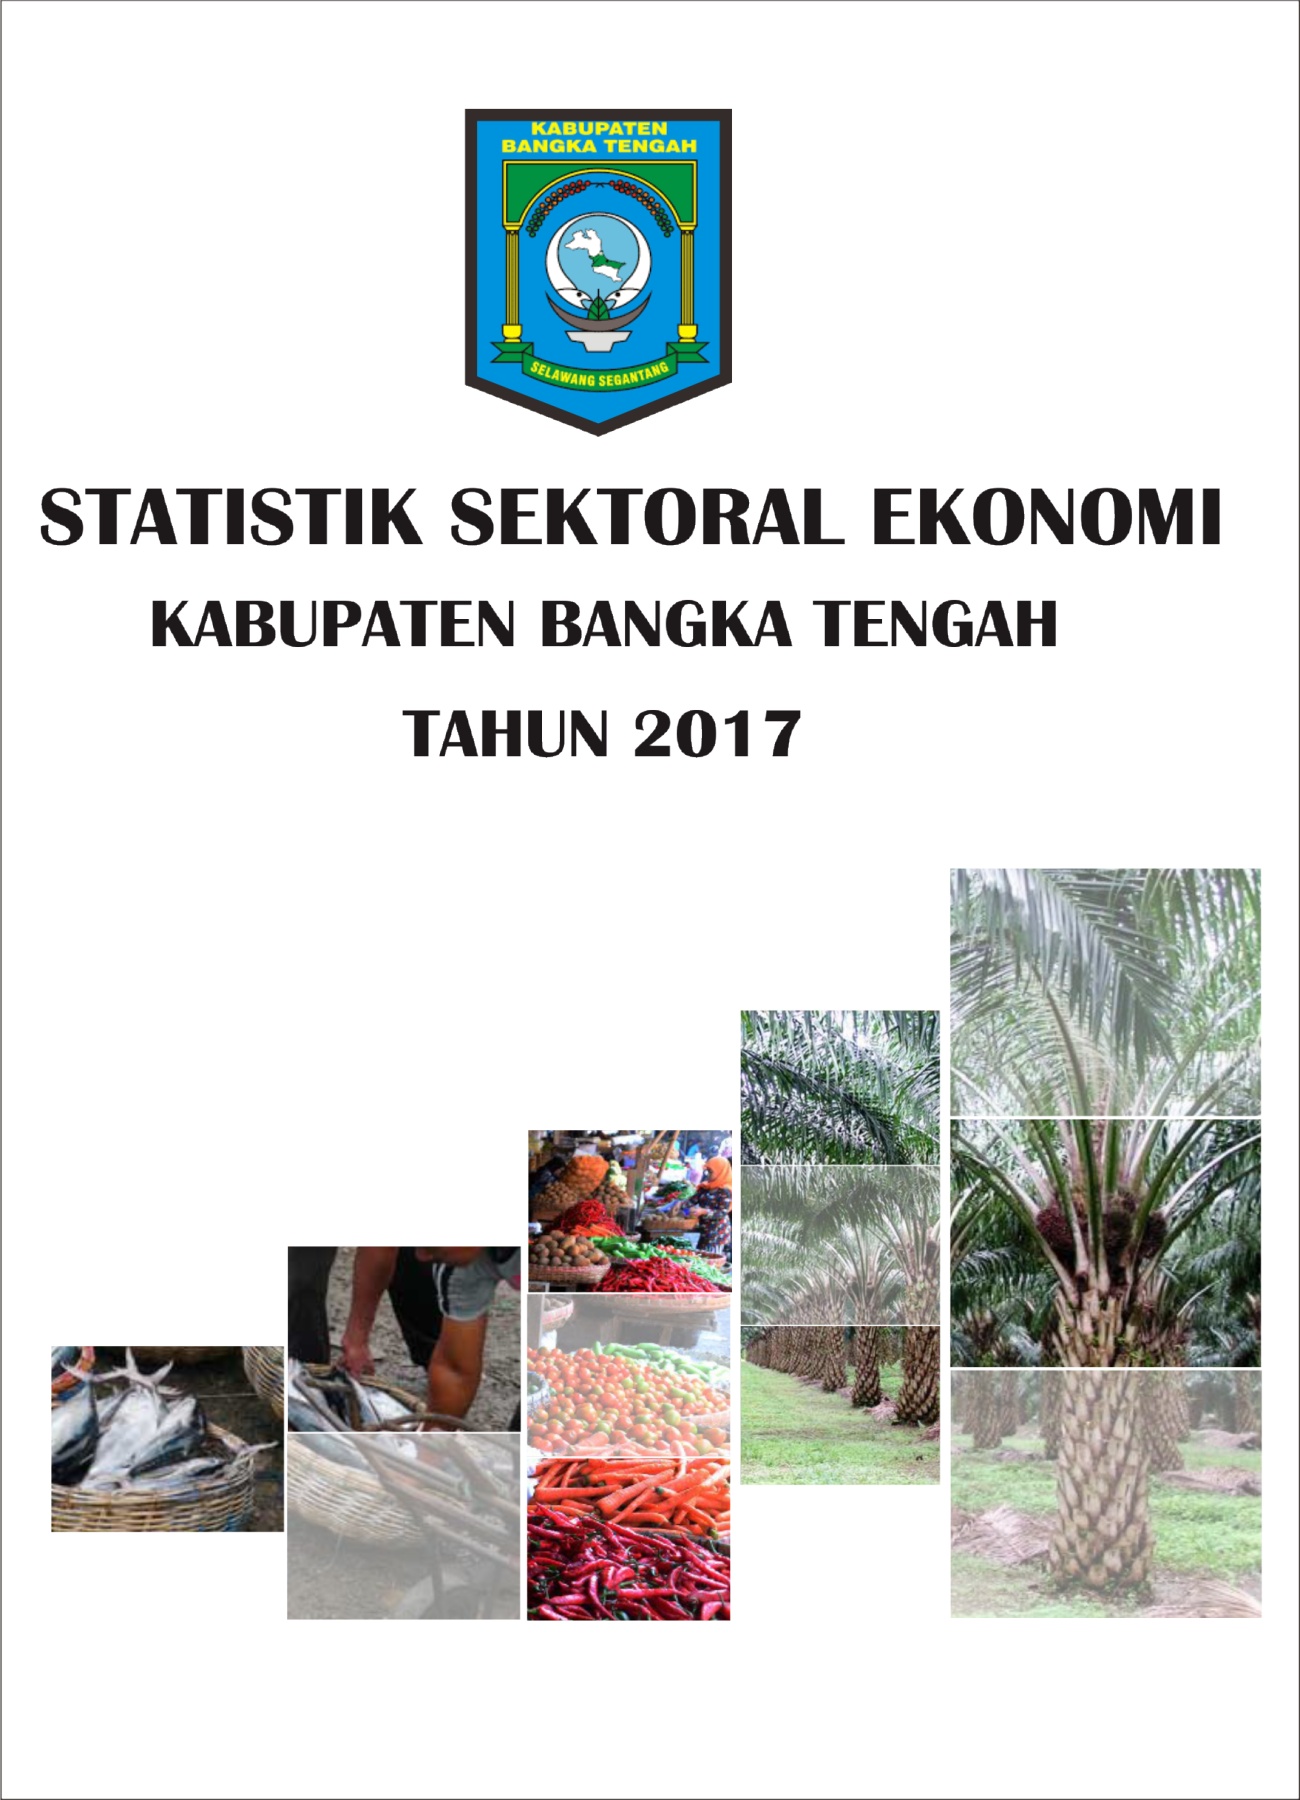 KABUPATEN
BANGKA TENGAH
SELAWANG SEGANTANG
STATISTIK SEKTORAL EKONOMI
KABUPATEN BANGKA TENGAH
TAHUN 2017